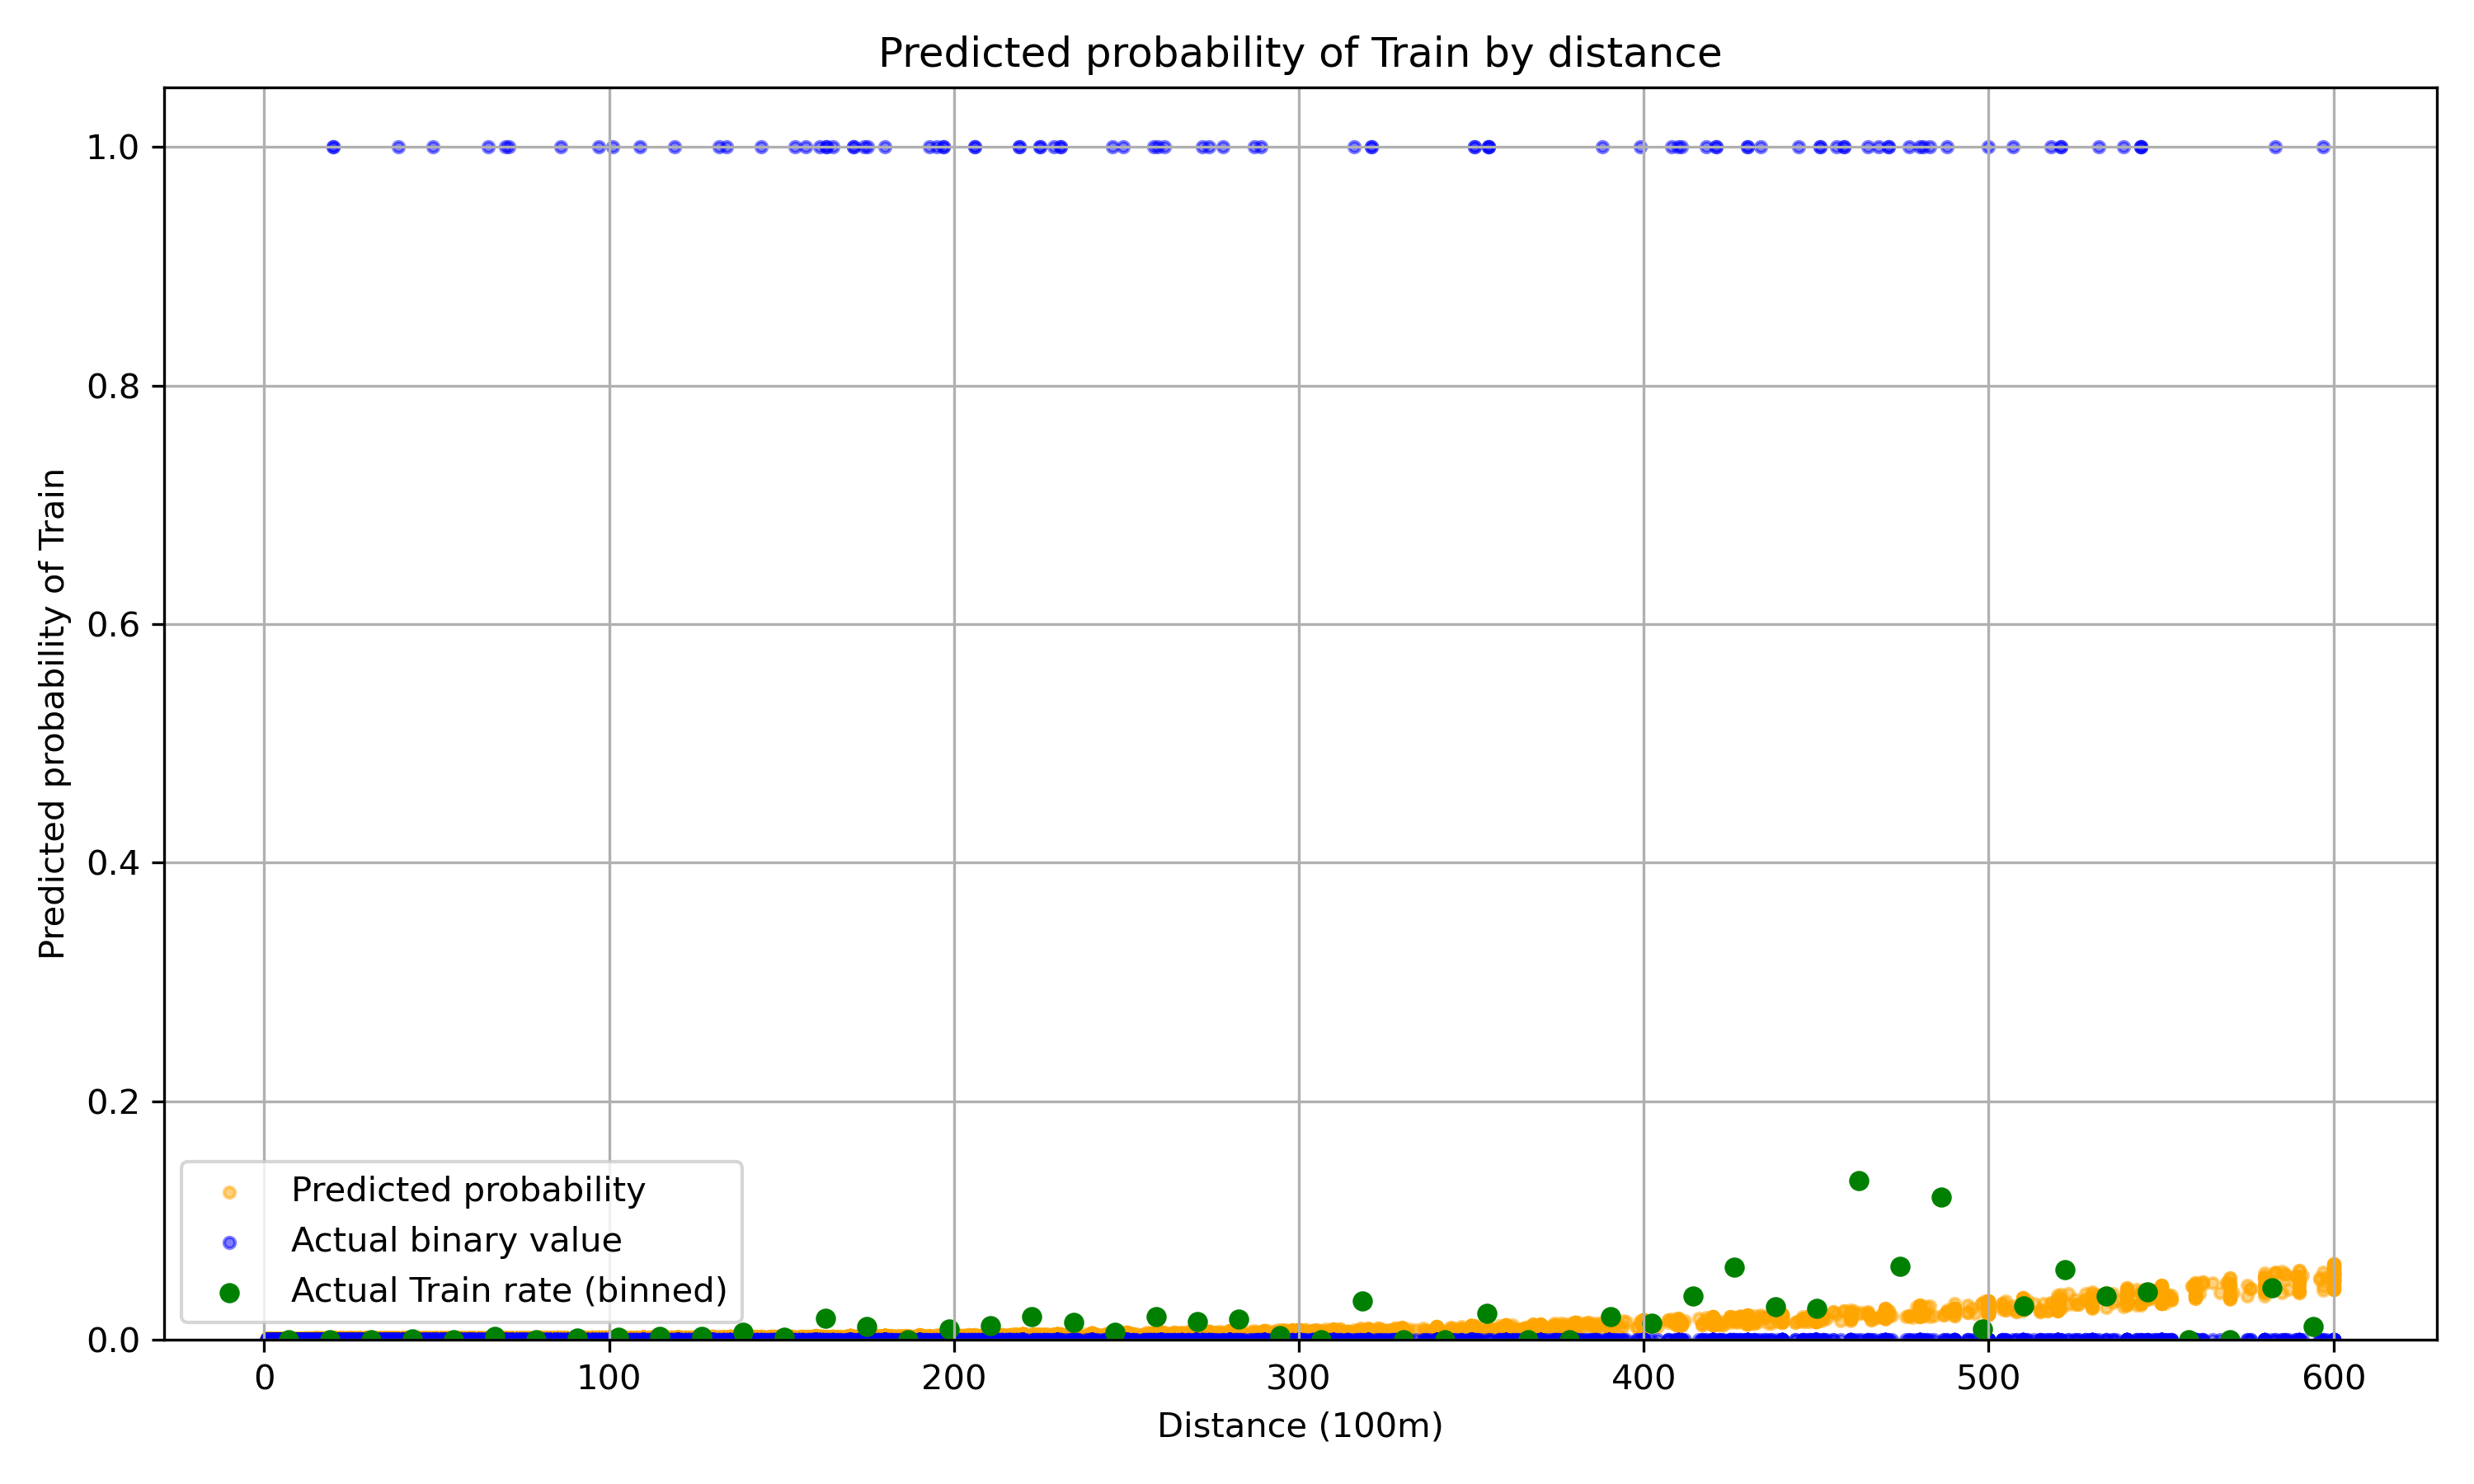 Predicted probability of Train by distance
Predicted probability of Train
1.0
0.8
0.6
0.4
0.2
0.0
Predicted probability
Actual binary value
Actual Train rate (binned)
0 100 200 300 400 500 600
Distance (100m)